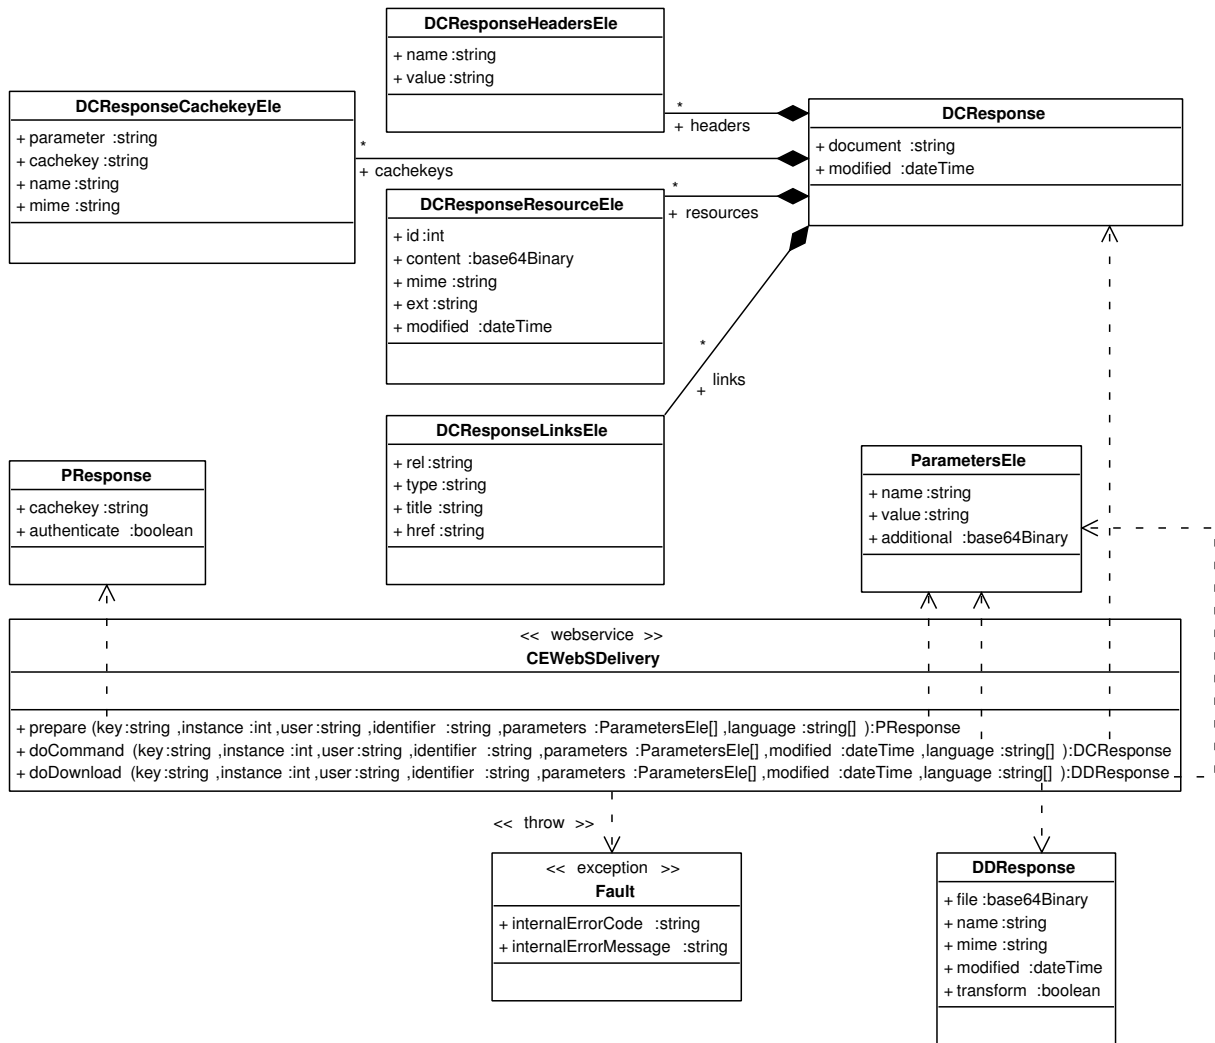 DCResponseHeadersEle
+ name :string
+ value :string
DCResponseCachekeyEle
+ parameter :string
+ cachekey :string
+ name :string
+ mime :string
*
+ headers
*
+ cachekeys
*
+ resources
*
+ links
DCResponse
+ document :string
+ modified :dateTime
DCResponseResourceEle
+ id :int
+ content :base64Binary
+ mime :string
+ ext :string
+ modified :dateTime
DCResponseLinksEle
+ rel :string
+ type :string
+ title :string
+ href :string
PResponse
+ cachekey :string
+ authenticate :boolean
ParametersEle
+ name :string
+ value :string
+ additional :base64Binary
<< webservice >>
CEWebSDelivery
+ prepare (key :string ,instance :int ,user :string ,identifier :string ,parameters :ParametersEle[] ,language :string[] ):PResponse
+ doCommand (key :string ,instance :int ,user :string ,identifier :string ,parameters :ParametersEle[] ,modified :dateTime ,language :string[] ):DCResponse
+ doDownload (key :string ,instance :int ,user :string ,identifier :string ,parameters :ParametersEle[] ,modified :dateTime ,language :string[] ):DDResponse
<< throw >>
<< exception >>
Fault
+ internalErrorCode :string
+ internalErrorMessage :string
DDResponse
+ file :base64Binary
+ name :string
+ mime :string
+ modified :dateTime
+ transform :boolean